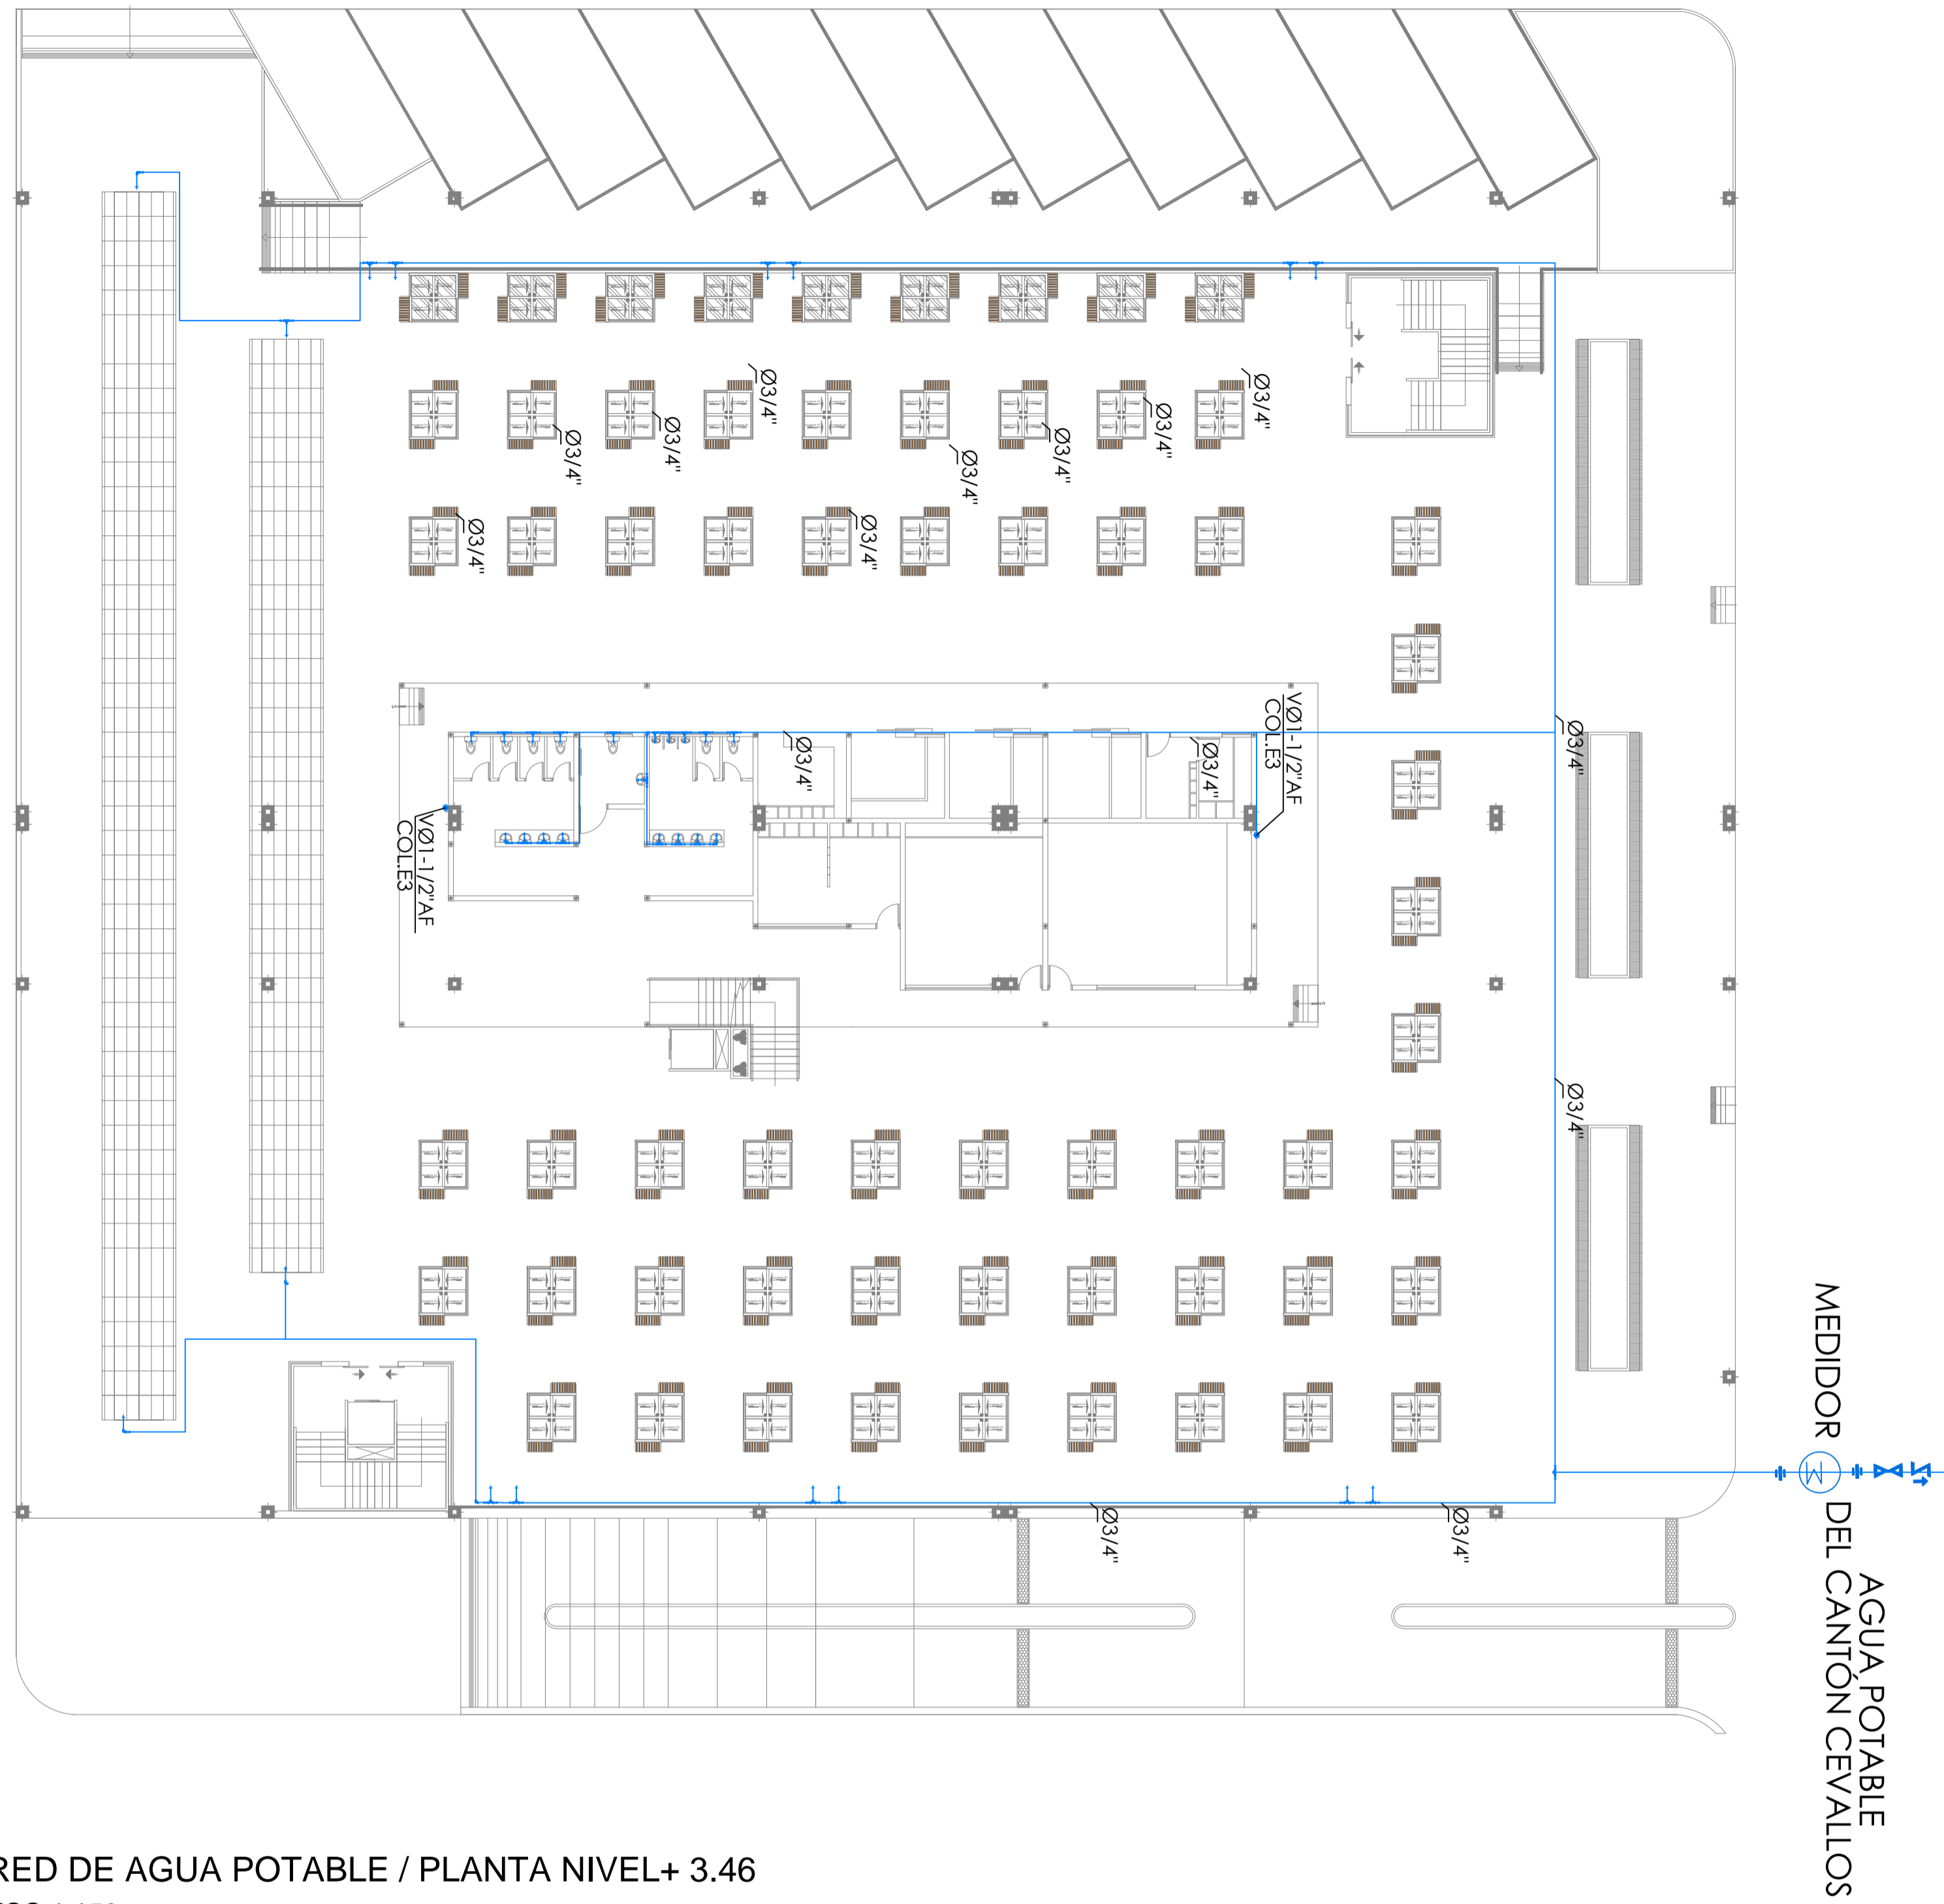 Ø3/4"
Ø3/4"
Ø3/4"
Ø3/4"
Ø3/4"
Ø3/4"
Ø3/4"
Ø3/4"
Ø3/4"
VØ1-1/2"AF
COL.E3
Ø3/4"
Ø3/4"
Ø3/4"
VØ1-1/2"AF
COL.E3
Ø3/4"
MEDIDOR
AGUA POTABLE
DEL CANTÓN CEVALLOS
Ø3/4"
Ø3/4"
RED DE AGUA POTABLE / PLANTA NIVEL+ 3.46